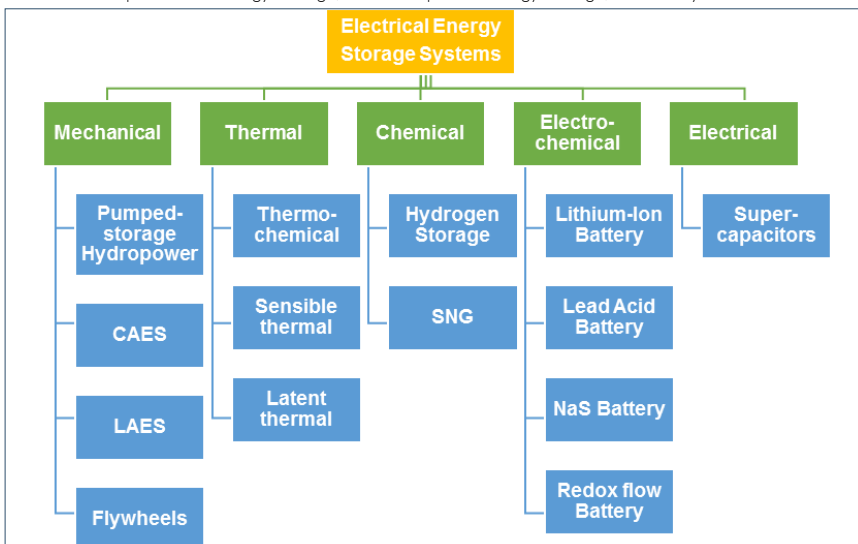 Electrical Energy
Storage Systems
Mechanical
Thermal
Chemical
Electro-
chemical
Electrical
Pumped-
storage
Hydropower
CAES
LAES
Flywheels
Thermo-
chemical
Sensible
thermal
Latent
thermal
Hydrogen
Storage
SNG
Lithium-Ion
Battery
Lead Acid
Battery
NaS Battery
Redox flow
Battery
Super-
capacitors